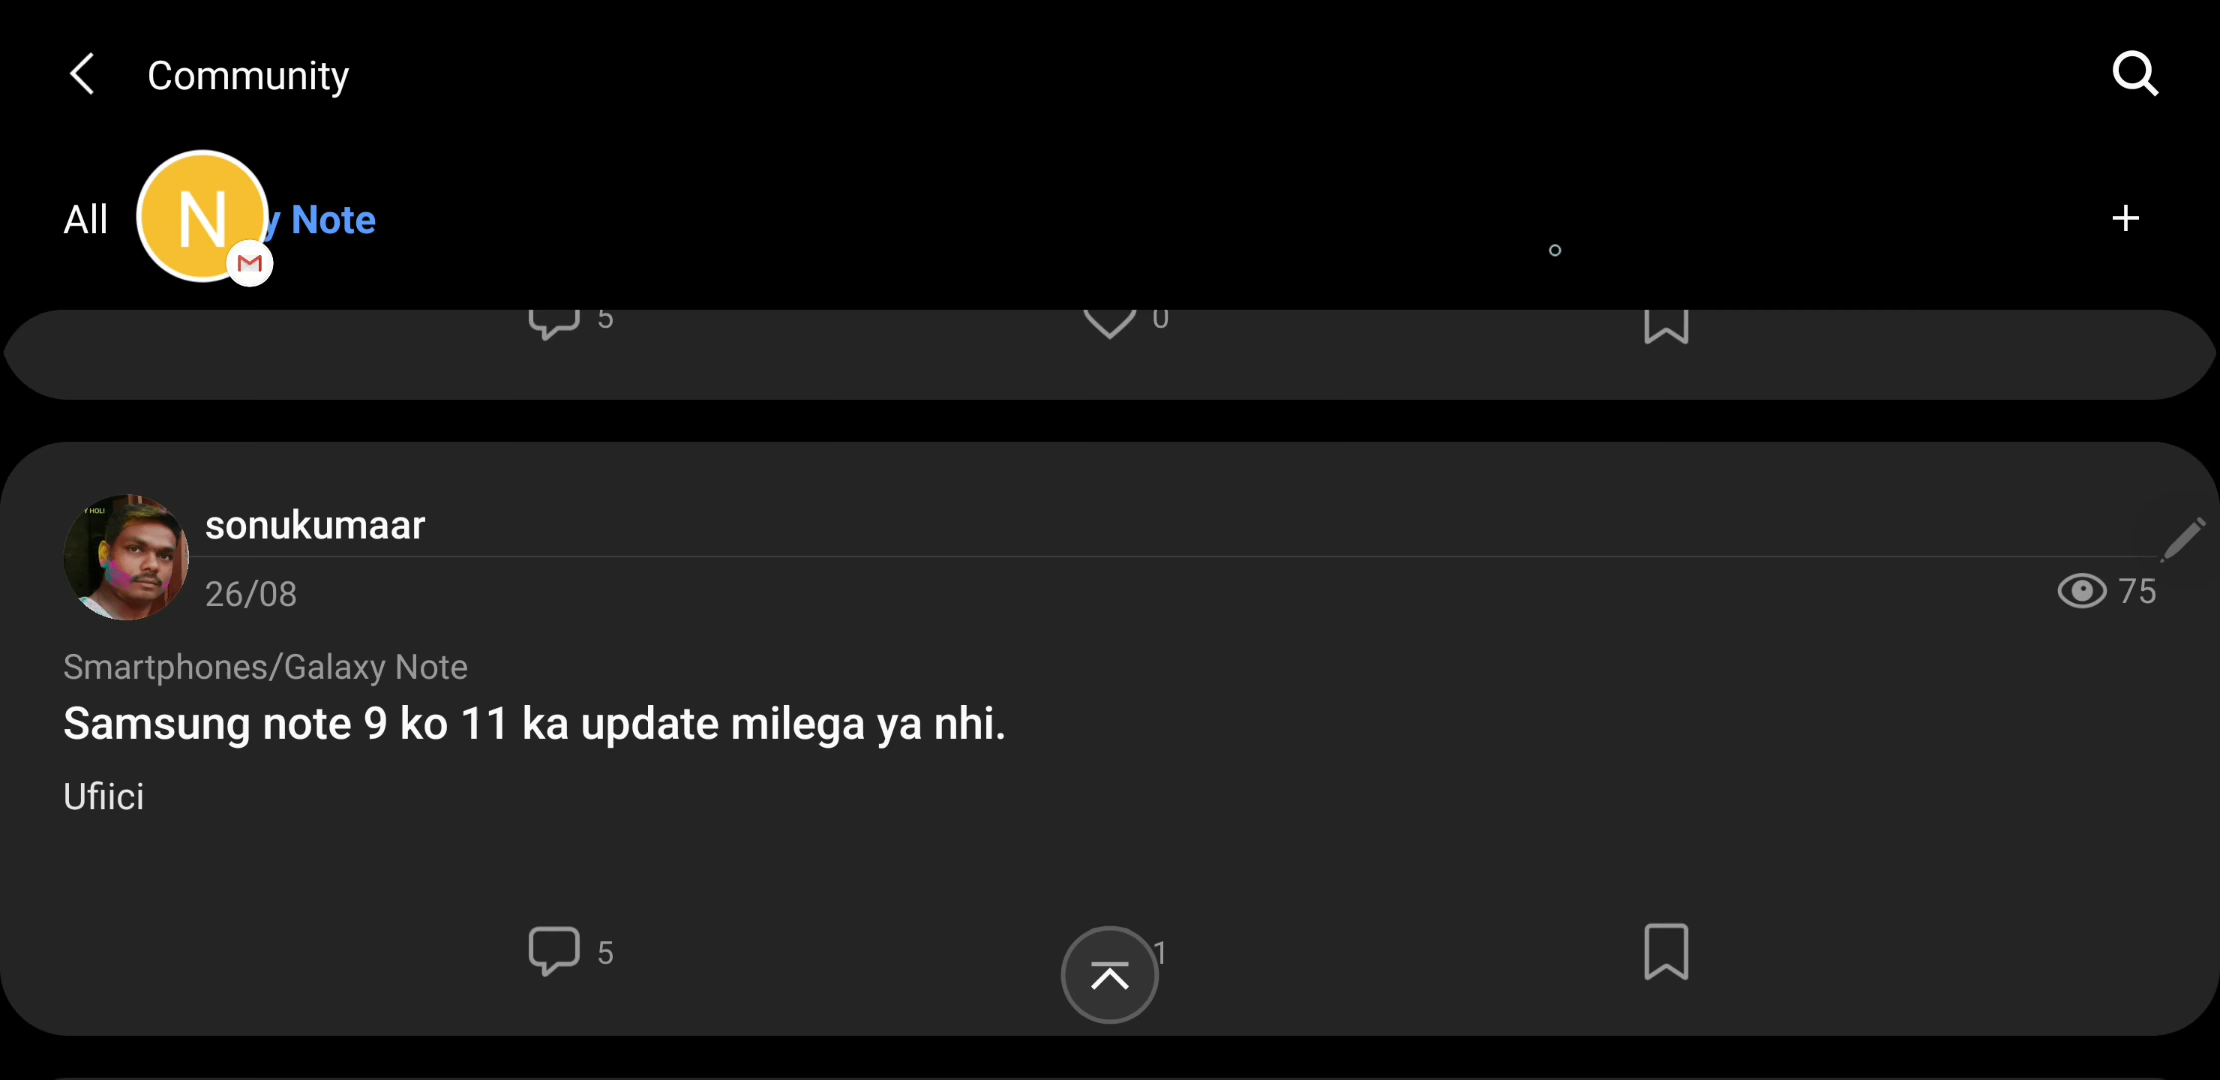 Community
All
N
y Note
5
0
Y HOLI
sonukumaar
26/08
75
Smartphones/Galaxy Note
Samsung note 9 ko 11 ka update milega ya nhi.
Ufiici
5
1